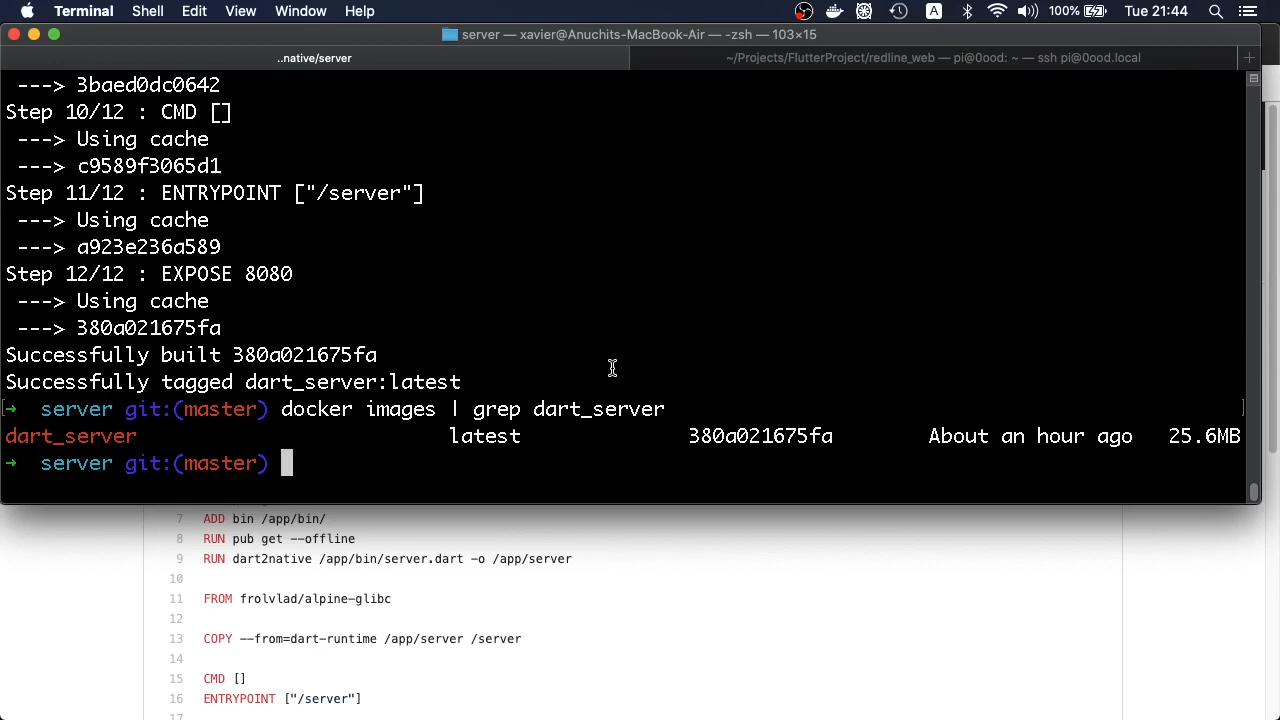 Terminal Shell Edit View Window Help A 100% Tue 21:44
server — xavier@Anuchits-MacBook-Air — -zsh — 103×15
..native/server ~/Projects/FlutterProject/redline_web — pi@0ood: ~ — ssh pi@0ood.local
---> 3baed0dc0642
Step 10/12 : CMD []
---> Using cache
---> c9589f3065d1
Step 11/12 : ENTRYPOINT ["/server"]
---> Using cache
---> a923e236a589
Step 12/12 : EXPOSE 8080
---> Using cache
---> 380a021675fa
Successfully built 380a021675fa
Successfully tagged dart_server:latest
→ server git:(master) docker images | grep dart_server
dart_server latest 380a021675fa About an hour ago 25.6MB
→ server git:(master)
7 ADD bin /app/bin/
8 RUN pub get --offline
9 RUN dart2native /app/bin/server.dart -o /app/server
10
11 FROM frolvlad/alpine-glibc
12
13 COPY --from=dart-runtime /app/server /server
14
15 CMD []
16 ENTRYPOINT ["/server"]
17